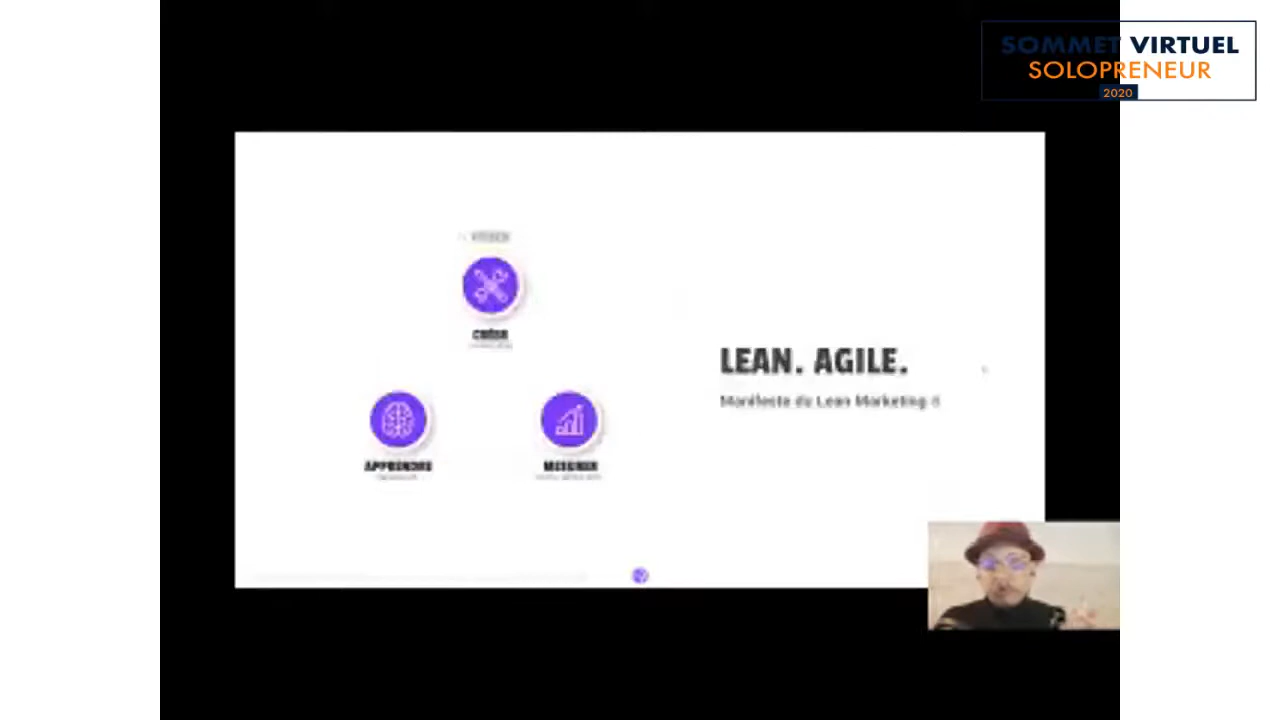 SOMMET VIRTUEL
SOLOPRENEUR
2020
CRÉER
LEAN. AGILE.
Manifeste du Lean Marketing
APPRENDRE
MESURER